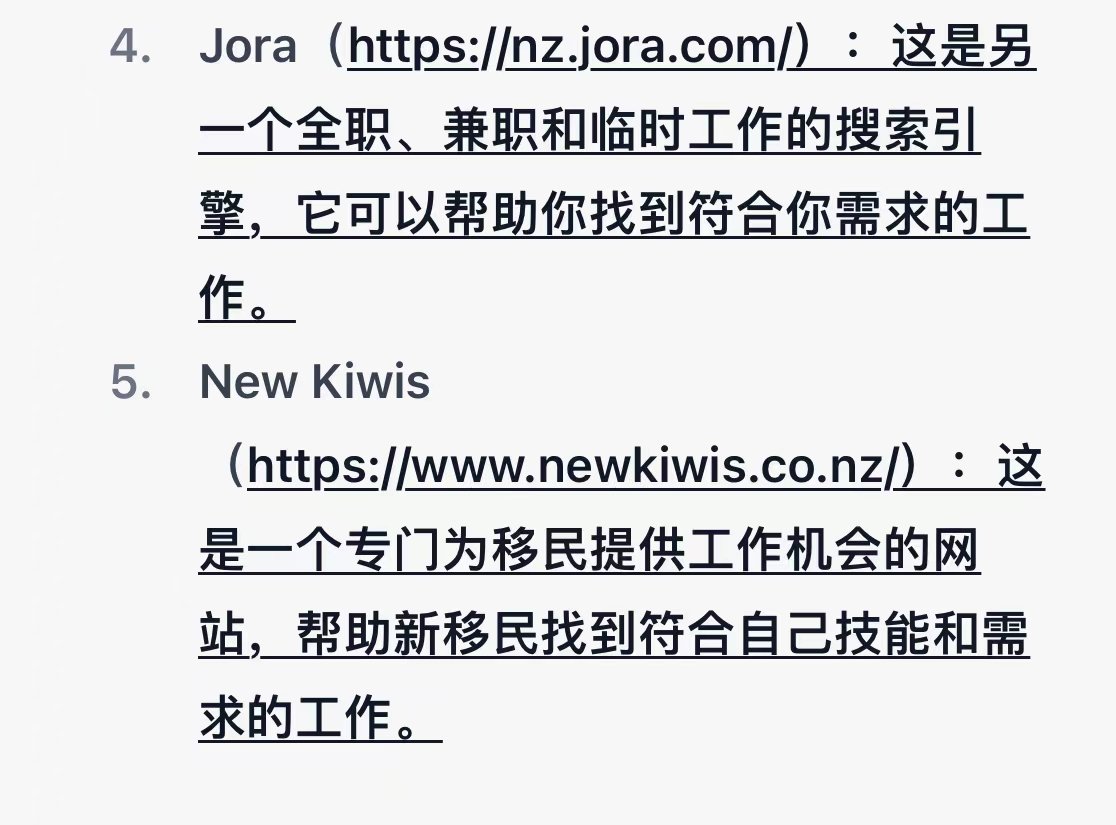 4. Jora（https://nz.jora.com/）：这是另
一个全职、兼职和临时工作的搜索引
擎，它可以帮助你找到符合你需求的工
作。
5. New Kiwis
（https://www.newkiwis.co.nz/）：这
是一个专门为移民提供工作机会的网
站，帮助新移民找到符合自己技能和需
求的工作。